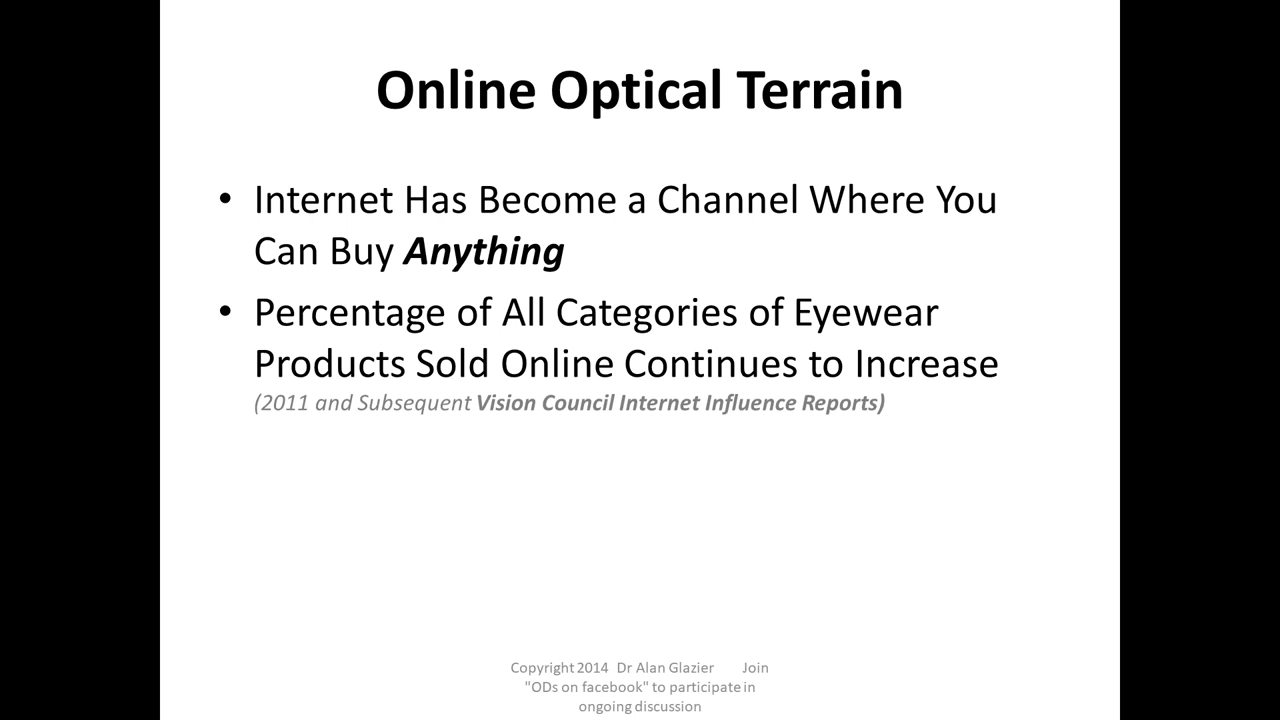 Online Optical Terrain
• Internet Has Become a Channel Where You
Can Buy Anything
• Percentage of All Categories of Eyewear
Products Sold Online Continues to Increase
(2011 and Subsequent Vision Council Internet Influence Reports)
Copyright 2014 Dr Alan Glazier Join
"ODs on facebook" to participate in
ongoing discussion